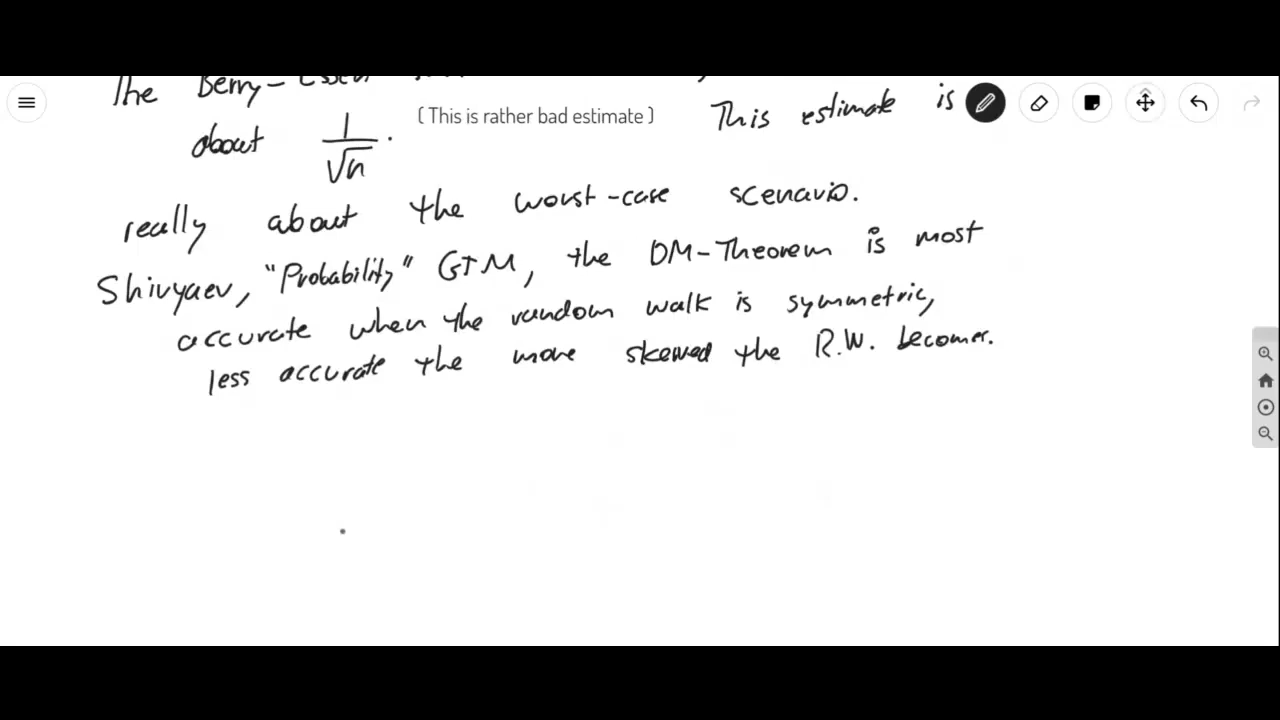 The Berry-Esseen
(This is rather bad estimate) This estimate is
about 1/√n.
really about the worst-case scenario.
Shiryaev, "Probability" GTM, the DM-Theorem is most
accurate when the random walk is symmetric,
less accurate the more skewed the R.W. becomes.